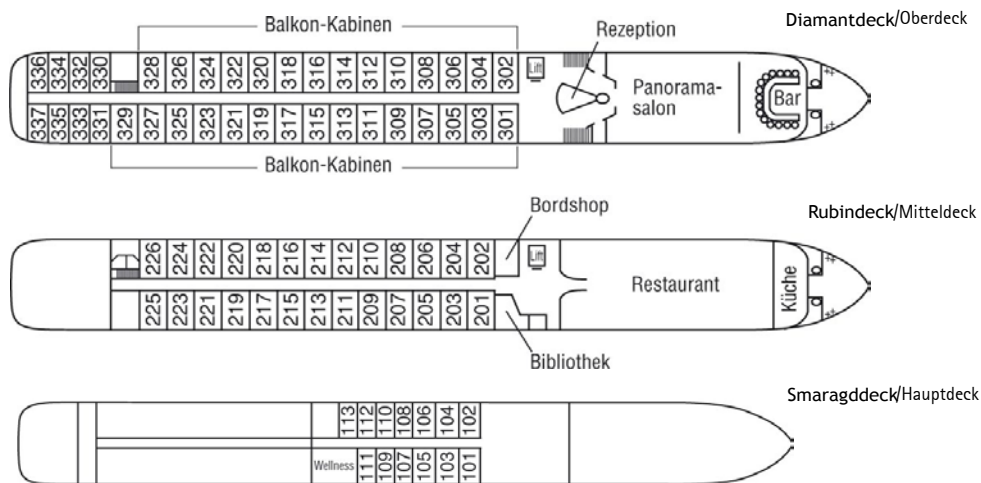 Balkon-Kabinen
Rezeption
Diamantdeck/Oberdeck
336 334 332 330 328 326 324 322 320 318 316 314 312 310 308 306 304 302
Lift
Panorama-
salon
Bar
337 335 333 331 329 327 325 323 321 319 317 315 313 311 309 307 305 303 301
Balkon-Kabinen
Bordshop
Rubindeck/Mitteldeck
226 224 222 220 218 216 214 212 210 208 206 204 202
Lift
Restaurant
Küche
225 223 221 219 217 215 213 211 209 207 205 203 201
Bibliothek
Smaragddeck/Hauptdeck
113 112 110 108 106 104 102
Wellness
111 109 107 105 103 101